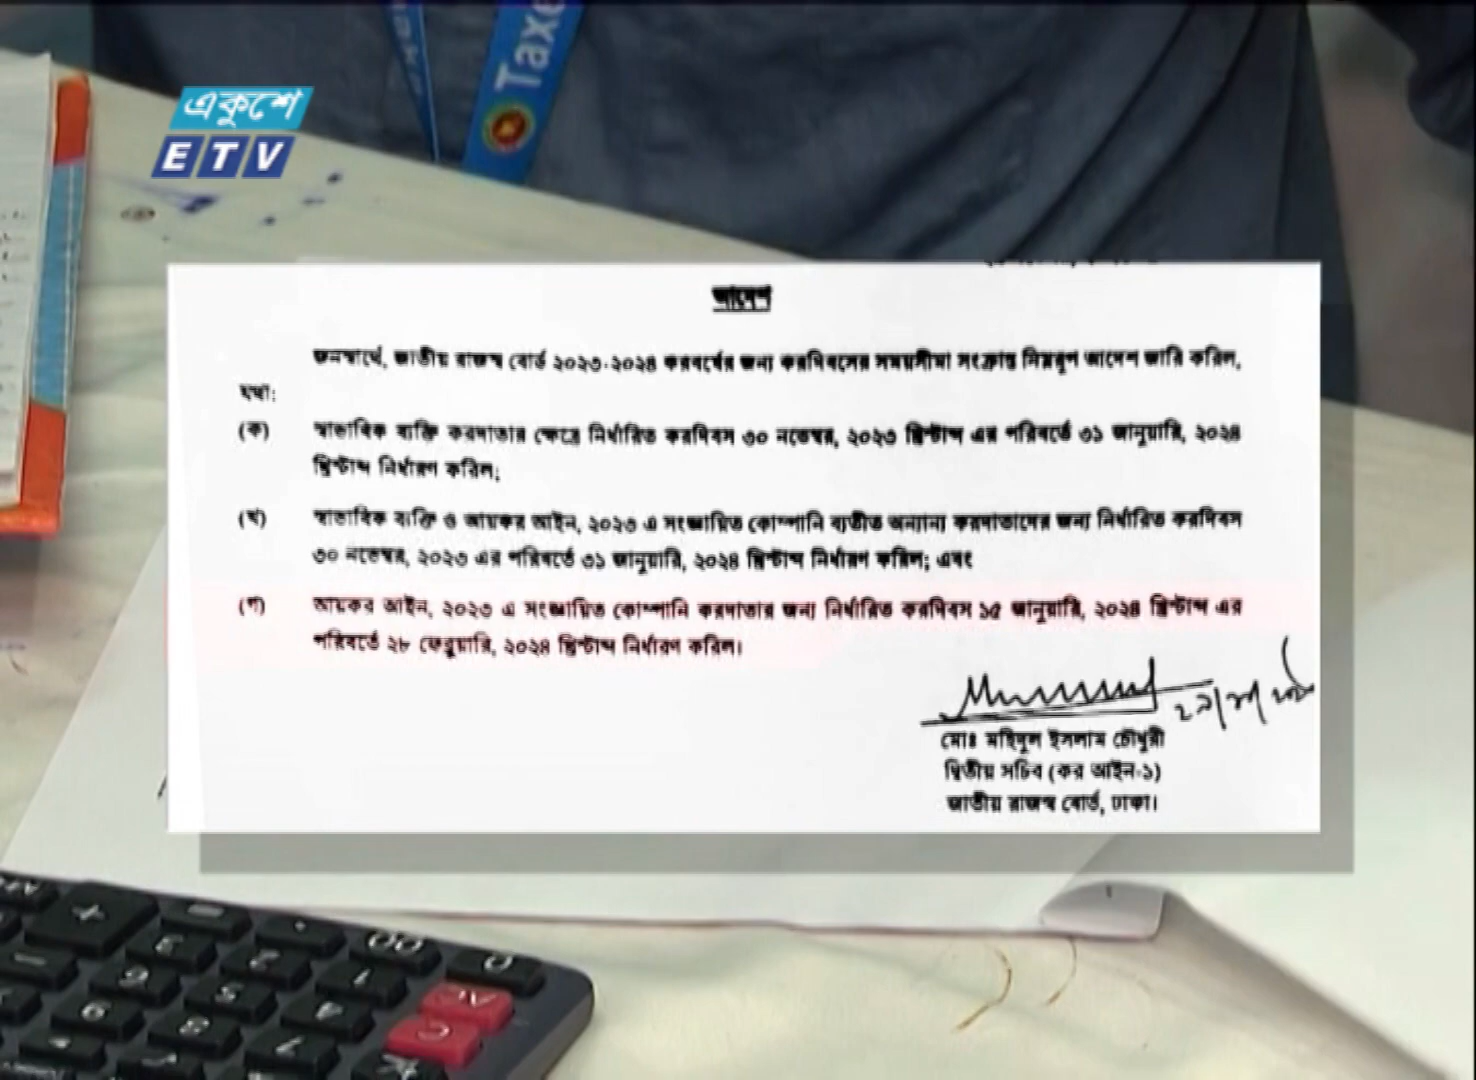 একুশে
ETV
Taxe
আদেশ
জনস্বার্থে, জাতীয় রাজস্ব বোর্ড ২০২৩-২০২৪ করবর্ষের জন্য করদিবসের সময়সীমা সংক্রান্ত নিম্নরূপ আদেশ জারি করিল,
যথা:
(ক) স্বাভাবিক ব্যক্তি করদাতার ক্ষেত্রে নির্ধারিত করদিবস ৩০ নভেম্বর, ২০২৩ খ্রিস্টাব্দ এর পরিবর্তে ৩১ জানুয়ারি, ২০২৪
খ্রিস্টাব্দ নির্ধারণ করিল;
(খ) স্বাভাবিক ব্যক্তি ও আয়কর আইন, ২০২৩ এ সংজ্ঞায়িত কোম্পানি ব্যতীত অন্যান্য করদাতাদের জন্য নির্ধারিত করদিবস
৩০ নভেম্বর, ২০২৩ এর পরিবর্তে ৩১ জানুয়ারি, ২০২৪ খ্রিস্টাব্দ নির্ধারণ করিল; এবং
(গ) আয়কর আইন, ২০২৩ এ সংজ্ঞায়িত কোম্পানি করদাতার জন্য নির্ধারিত করদিবস ১৫ জানুয়ারি, ২০২৪ খ্রিস্টাব্দ এর
পরিবর্তে ২৮ ফেব্রুয়ারি, ২০২৪ খ্রিস্টাব্দ নির্ধারণ করিল।
মোঃ মহিদুল ইসলাম চৌধুরী
দ্বিতীয় সচিব (কর আইন-১)
জাতীয় রাজস্ব বোর্ড, ঢাকা।